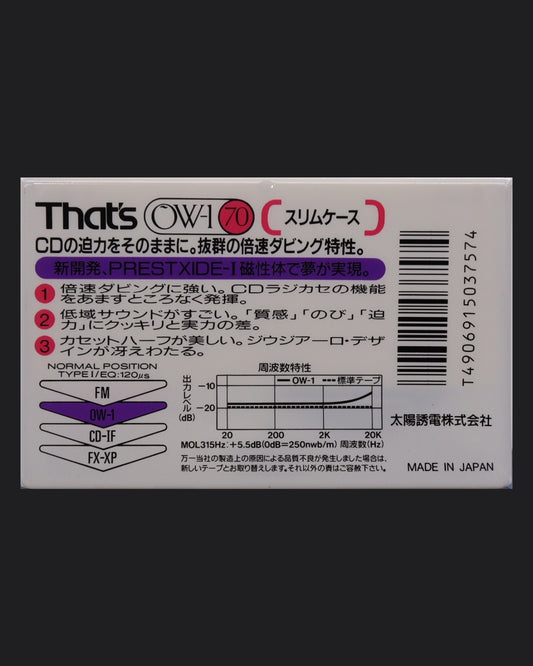 That's OW-I 70 スリムケース
CDの迫力をそのままに。抜群の倍速ダビング特性。
新開発、PRESTXIDE-I 磁性体で夢が実現。
1 倍速ダビングに強い。CDラジカセの機能
をあますところなく発揮。
2 低域サウンドがすごい。「質感」「のび」「迫
力」にクッキリと実力の差。
3 カセットハーフが美しい。ジウジアーロ・デザ
インが冴えわたる。
NORMAL POSITION
TYPE I/EQ:120μs
FM
OW-1
CD-IF
FX-XP
周波数特性
出力レベル
(dB)
OW-1 標準テープ
-10
-20
20 200 2K 20K
MOL315Hz:+5.5dB(0dB=250nwb/m) 周波数(Hz)
万一当社の製造上の原因による品質不良が発生しました場合は、
新しいテープとお取り替えします。それ以外の責はご容赦下さい。
T4906915037574
太陽誘電株式会社
MADE IN JAPAN